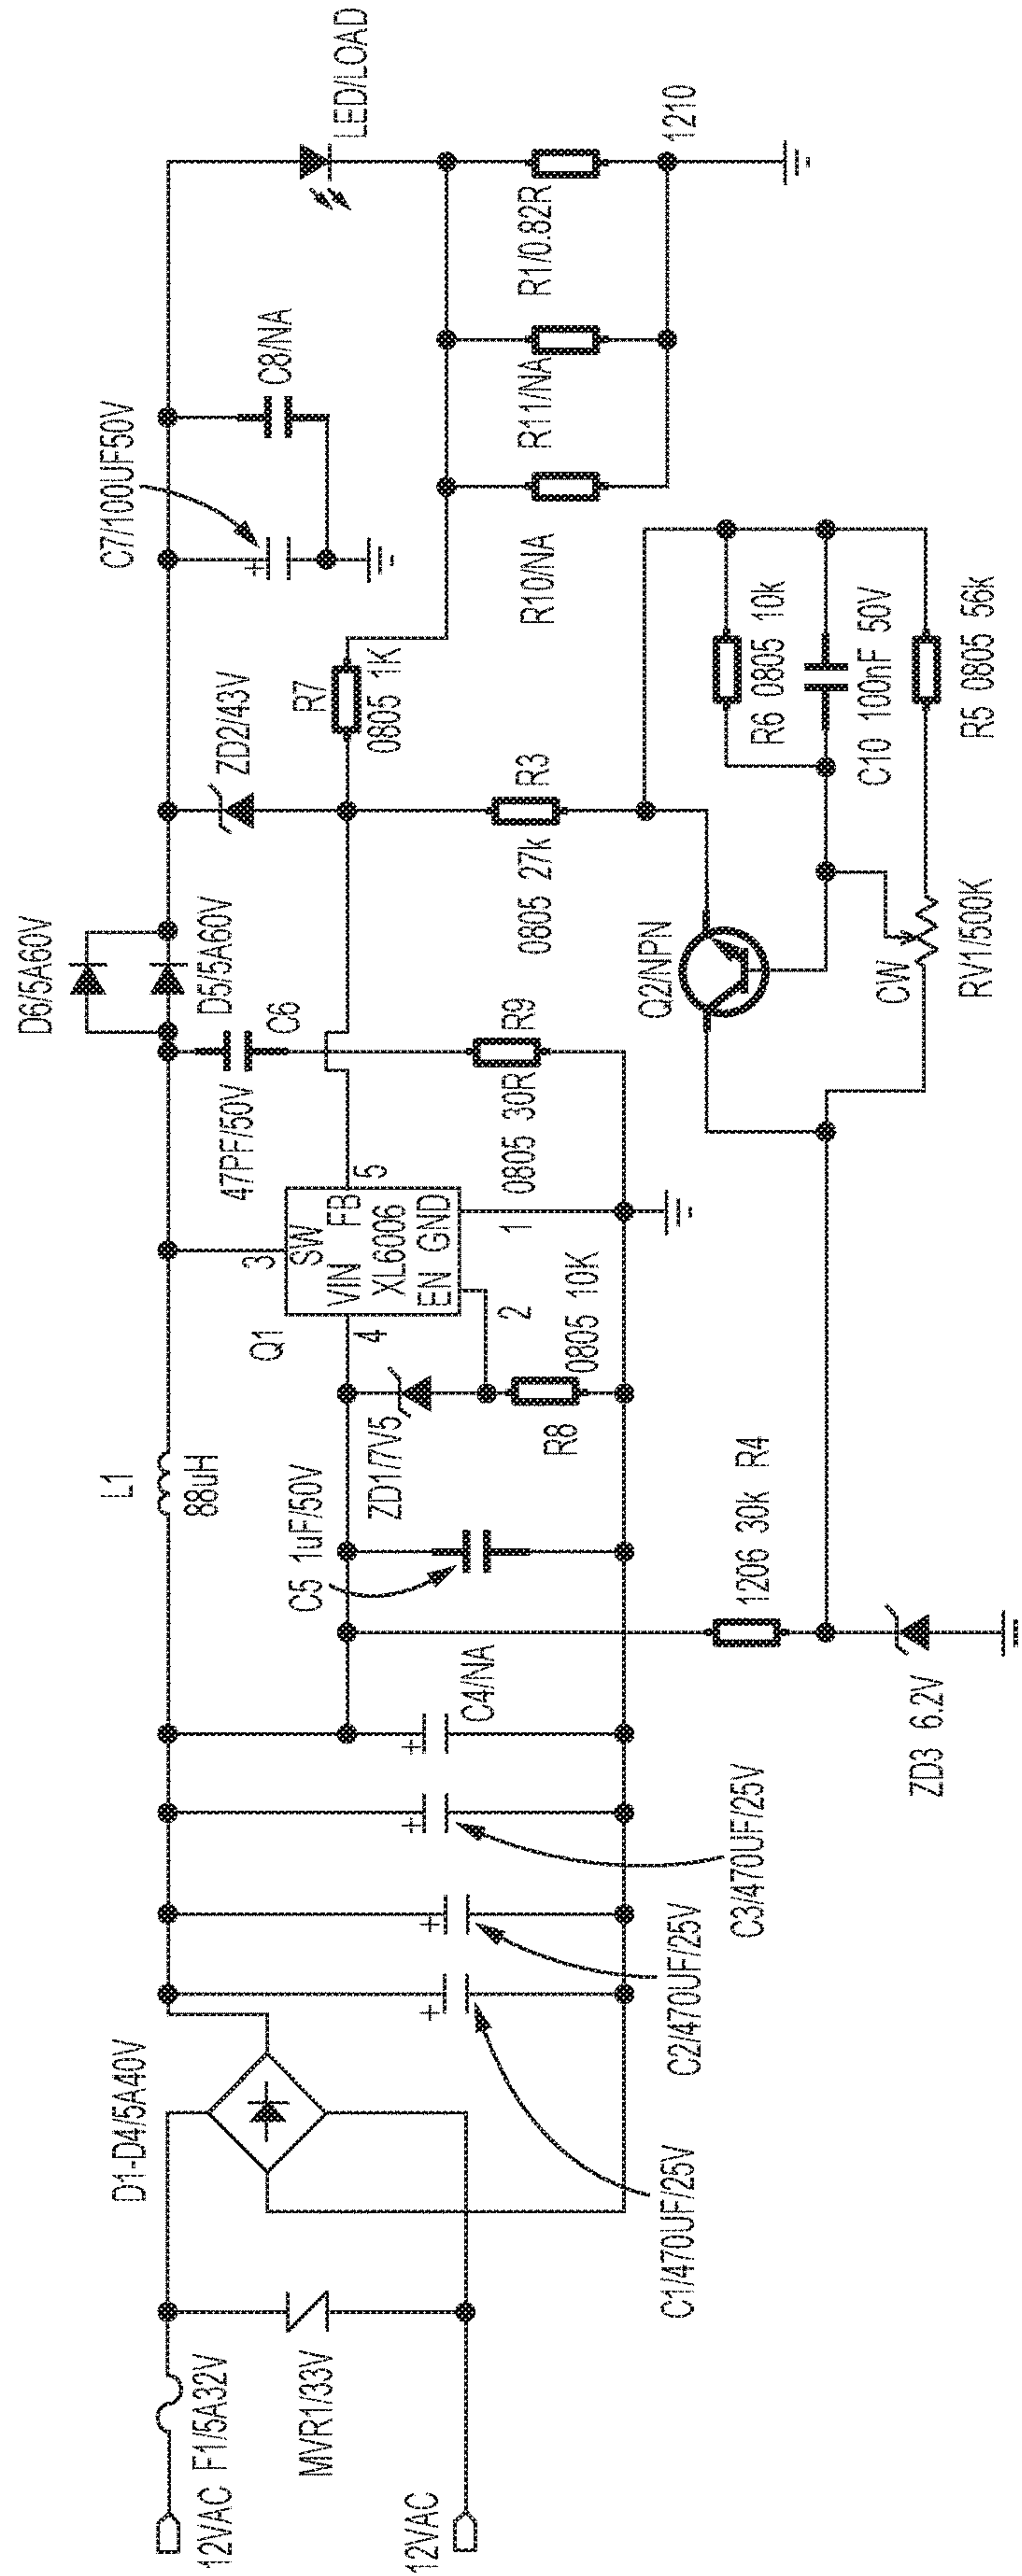 12VAC
F1/5A32V
MVR1/33V
12VAC
D1-D4/5A40V
C1/470UF/25V
C2/470UF/25V
C3/470UF/25V
C4/NA
L1
88uH
C5 1uF/50V
ZD1/7V5
R8
0805 10K
1206 30k R4
ZD3 6.2V
Q1
3
4
5
2
1
SW
VIN FB
XL6006
EN GND
47PF/50V
C6
0805 30R R9
D6/5A60V
D5/5A60V
ZD2/43V
R7
0805 1K
0805 27k R3
Q2/NPN
CW
RV1/500K
R6 0805 10k
C10 100nF 50V
R5 0805 56k
C7/100UF50V
C8/NA
R10/NA
R11/NA
R1/0.82R
1210
LED/LOAD
+
+
+
+
+